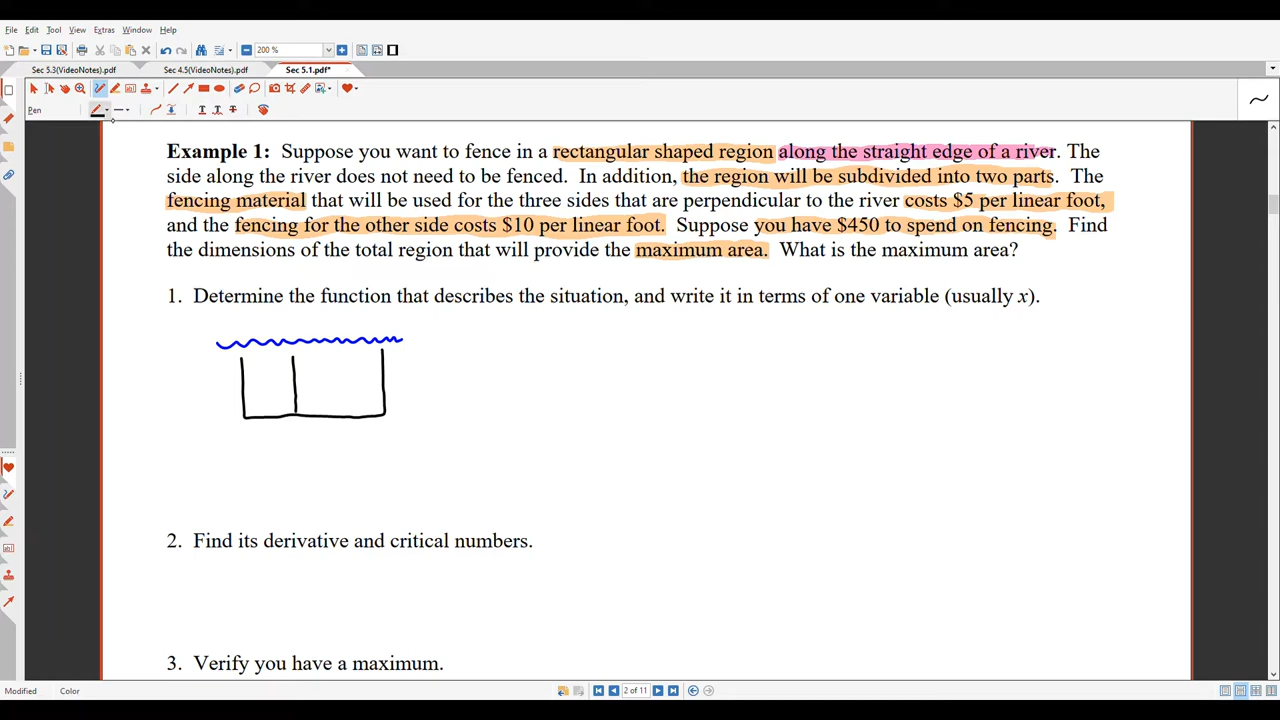 File Edit Tool View Extras Window Help
200 %
Sec 5.3(VideoNotes).pdf Sec 4.5(VideoNotes).pdf Sec 5.1.pdf*
Pen
Example 1: Suppose you want to fence in a rectangular shaped region along the straight edge of a river. The
side along the river does not need to be fenced. In addition, the region will be subdivided into two parts. The
fencing material that will be used for the three sides that are perpendicular to the river costs $5 per linear foot,
and the fencing for the other side costs $10 per linear foot. Suppose you have $450 to spend on fencing. Find
the dimensions of the total region that will provide the maximum area. What is the maximum area?
1. Determine the function that describes the situation, and write it in terms of one variable (usually x).
2. Find its derivative and critical numbers.
3. Verify you have a maximum.
Modified Color 2 of 11